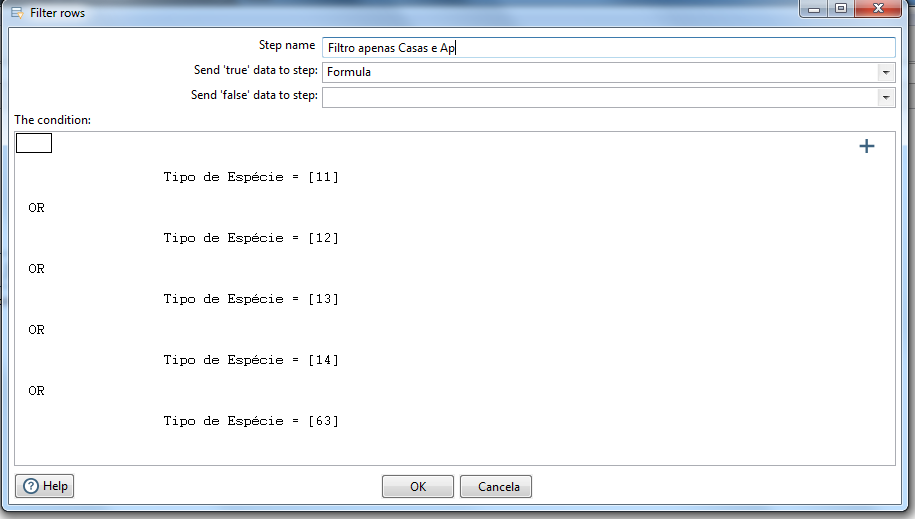 Filter rows
Step name Filtro apenas Casas e Ap
Send 'true' data to step: Formula
Send 'false' data to step:
The condition:
Tipo de Espécie = [11]
OR
Tipo de Espécie = [12]
OR
Tipo de Espécie = [13]
OR
Tipo de Espécie = [14]
OR
Tipo de Espécie = [63]
Help OK Cancela